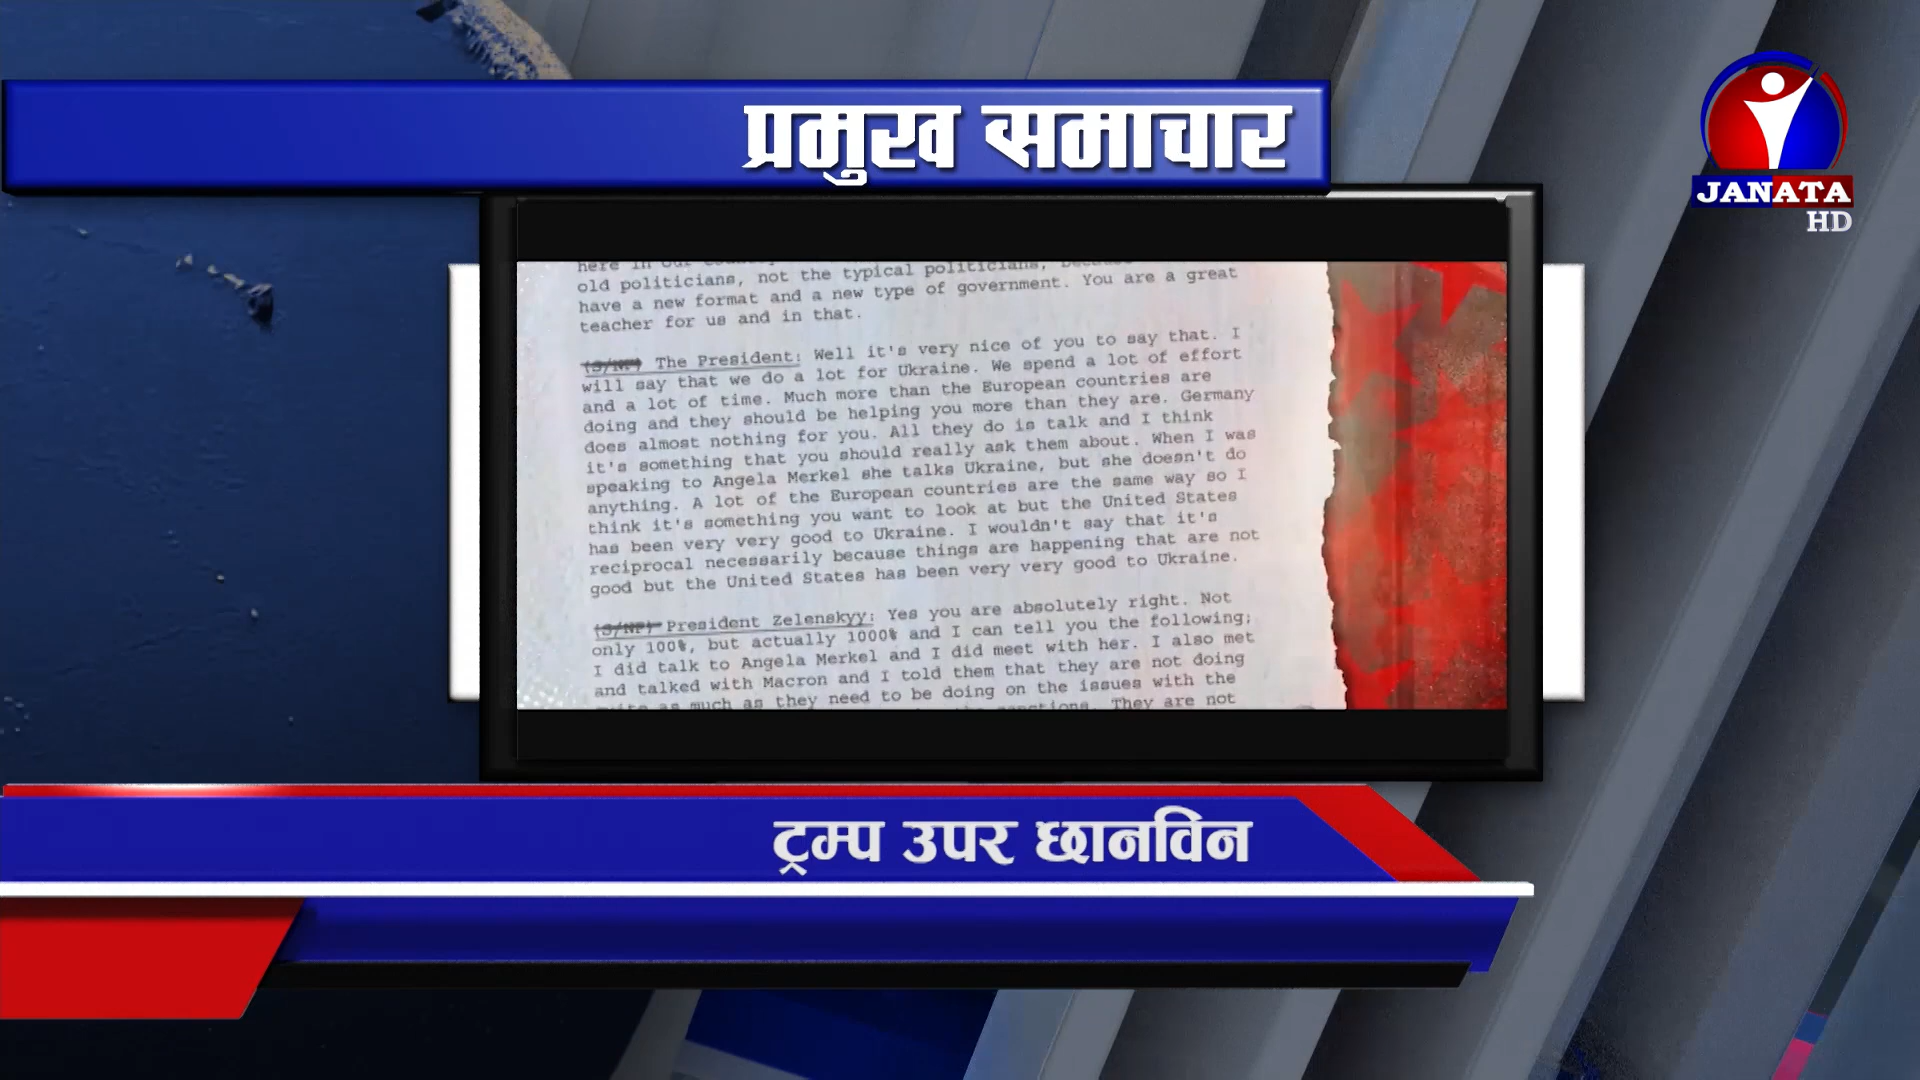 प्रमुख समाचार
JANATA
HD
here in our
old politicians, not the typical politicians,
have a new format and a new type of government. You are a great
teacher for us and in that.
(S/NF) The President: Well it's very nice of you to say that. I
will say that we do a lot for Ukraine. We spend a lot of effort
and a lot of time. Much more than the European countries are
doing and they should be helping you more than they are. Germany
does almost nothing for you. All they do is talk and I think
it's something that you should really ask them about. When I was
speaking to Angela Merkel she talks Ukraine, but she doesn't do
anything. A lot of the European countries are the same way so I
think it's something you want to look at but the United States
has been very very good to Ukraine. I wouldn't say that it's
reciprocal necessarily because things are happening that are not
good but the United States has been very very good to Ukraine.
(S/NF) President Zelenskyy: Yes you are absolutely right. Not
only 100%, but actually 1000% and I can tell you the following;
I did talk to Angela Merkel and I did meet with her. I also met
and talked with Macron and I told them that they are not doing
quite as much as they need to be doing on the issues with the
sanctions. They are not
ट्रम्प उपर छानविन